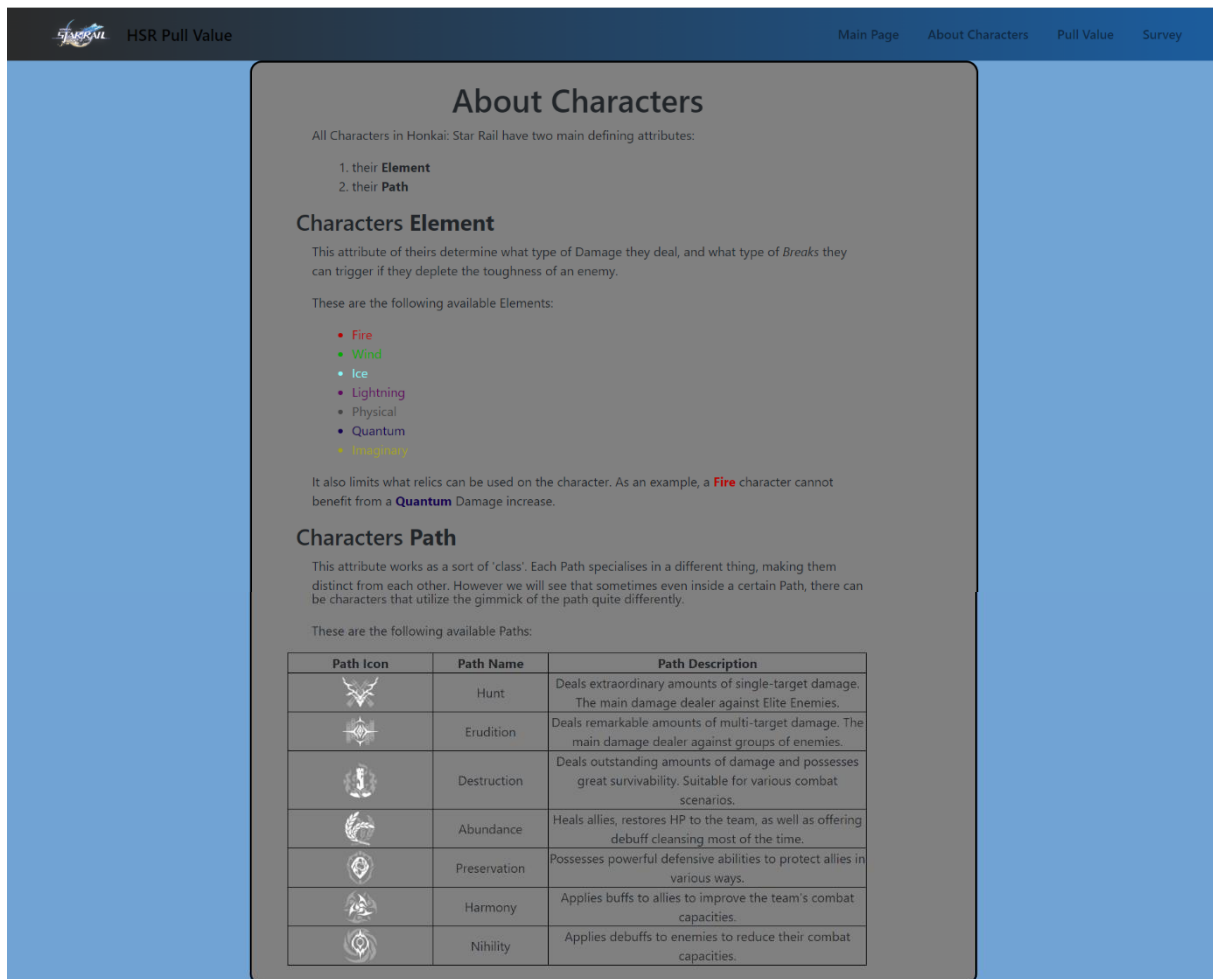 STAR RAIL HSR Pull Value Main Page About Characters Pull Value Survey
About Characters
All Characters in Honkai: Star Rail have two main defining attributes:
1. their Element
2. their Path
Characters Element
This attribute of theirs determine what type of Damage they deal, and what type of Breaks they
can trigger if they deplete the toughness of an enemy.
These are the following available Elements:
• Fire
• Wind
• Ice
• Lightning
• Physical
• Quantum
• Imaginary
It also limits what relics can be used on the character. As an example, a Fire character cannot
benefit from a Quantum Damage increase.
Characters Path
This attribute works as a sort of 'class'. Each Path specialises in a different thing, making them
distinct from each other. However we will see that sometimes even inside a certain Path, there can
be characters that utilize the gimmick of the path quite differently.
These are the following available Paths:
Path Icon Path Name Path Description
Hunt
Deals extraordinary amounts of single-target damage.
The main damage dealer against Elite Enemies.
Erudition
Deals remarkable amounts of multi-target damage. The
main damage dealer against groups of enemies.
Destruction
Deals outstanding amounts of damage and possesses
great survivability. Suitable for various combat
scenarios.
Abundance
Heals allies, restores HP to the team, as well as offering
debuff cleansing most of the time.
Preservation
Possesses powerful defensive abilities to protect allies in
various ways.
Harmony
Applies buffs to allies to improve the team's combat
capacities.
Nihility
Applies debuffs to enemies to reduce their combat
capacities.